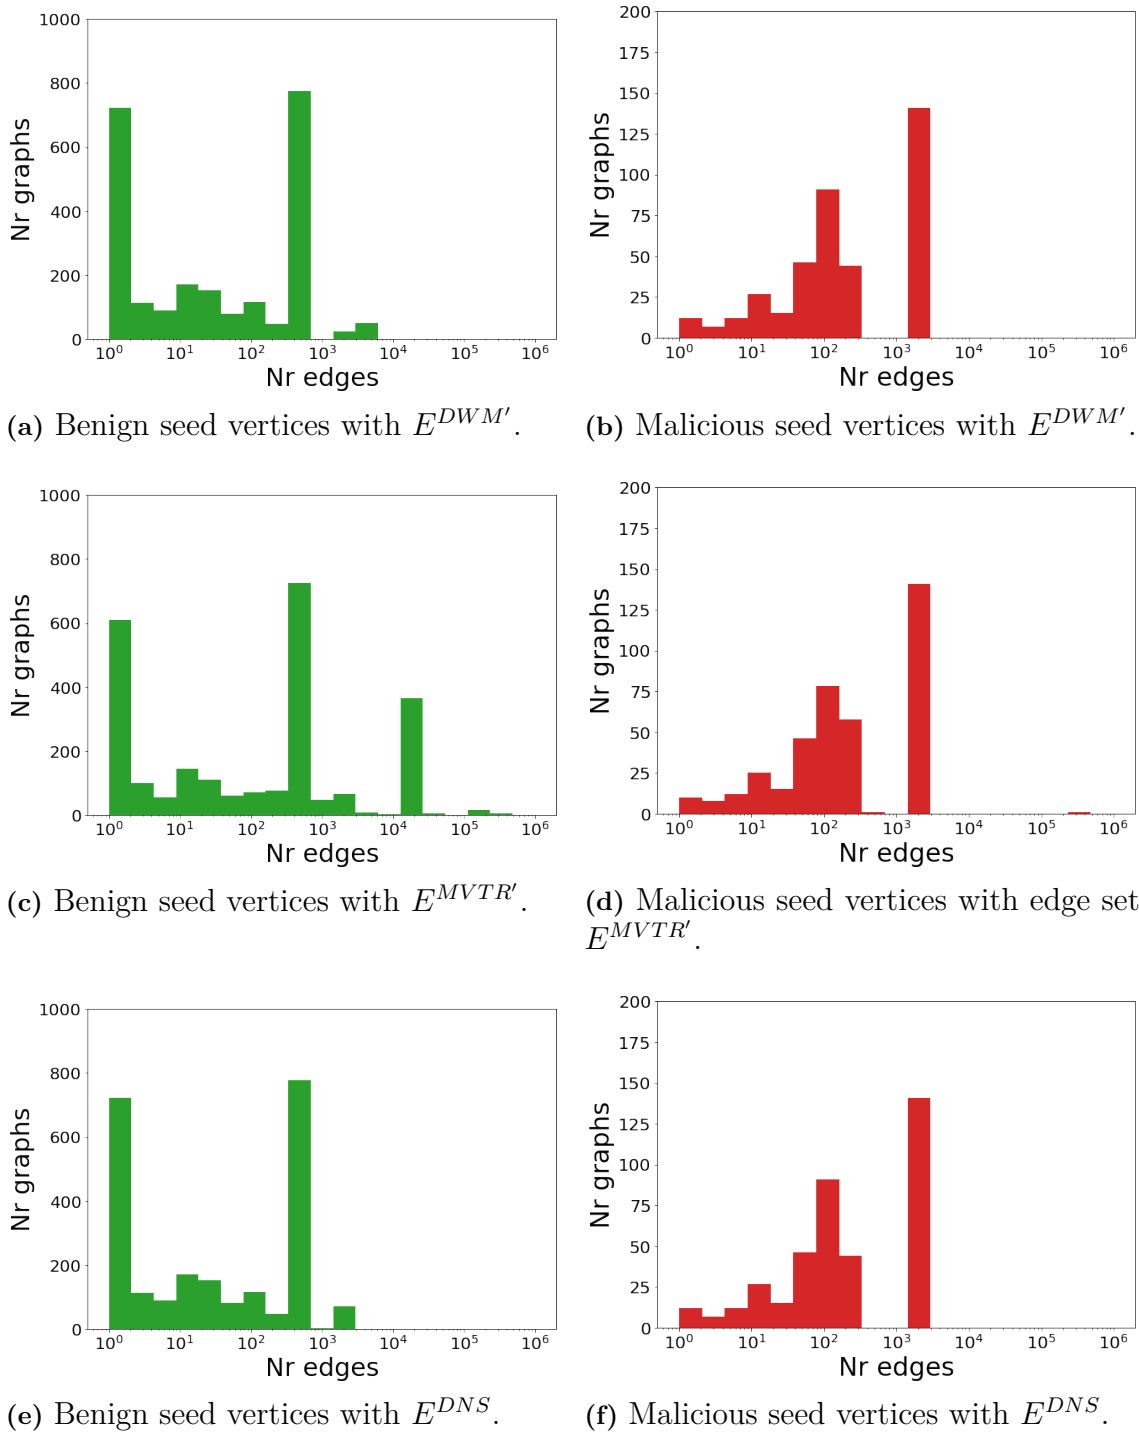 1000
800
600
400
200
0
Nr graphs
10⁰ 10¹ 10² 10³ 10⁴ 10⁵ 10⁶
Nr edges
(a) Benign seed vertices with E^{DWM′}.
200
175
150
125
100
75
50
25
0
Nr graphs
10⁰ 10¹ 10² 10³ 10⁴ 10⁵ 10⁶
Nr edges
(b) Malicious seed vertices with E^{DWM′}.
1000
800
600
400
200
0
Nr graphs
10⁰ 10¹ 10² 10³ 10⁴ 10⁵ 10⁶
Nr edges
(c) Benign seed vertices with E^{MVTR′}.
200
175
150
125
100
75
50
25
0
Nr graphs
10⁰ 10¹ 10² 10³ 10⁴ 10⁵ 10⁶
Nr edges
(d) Malicious seed vertices with edge set
E^{MVTR′}.
1000
800
600
400
200
0
Nr graphs
10⁰ 10¹ 10² 10³ 10⁴ 10⁵ 10⁶
Nr edges
(e) Benign seed vertices with E^{DNS}.
200
175
150
125
100
75
50
25
0
Nr graphs
10⁰ 10¹ 10² 10³ 10⁴ 10⁵ 10⁶
Nr edges
(f) Malicious seed vertices with E^{DNS}.